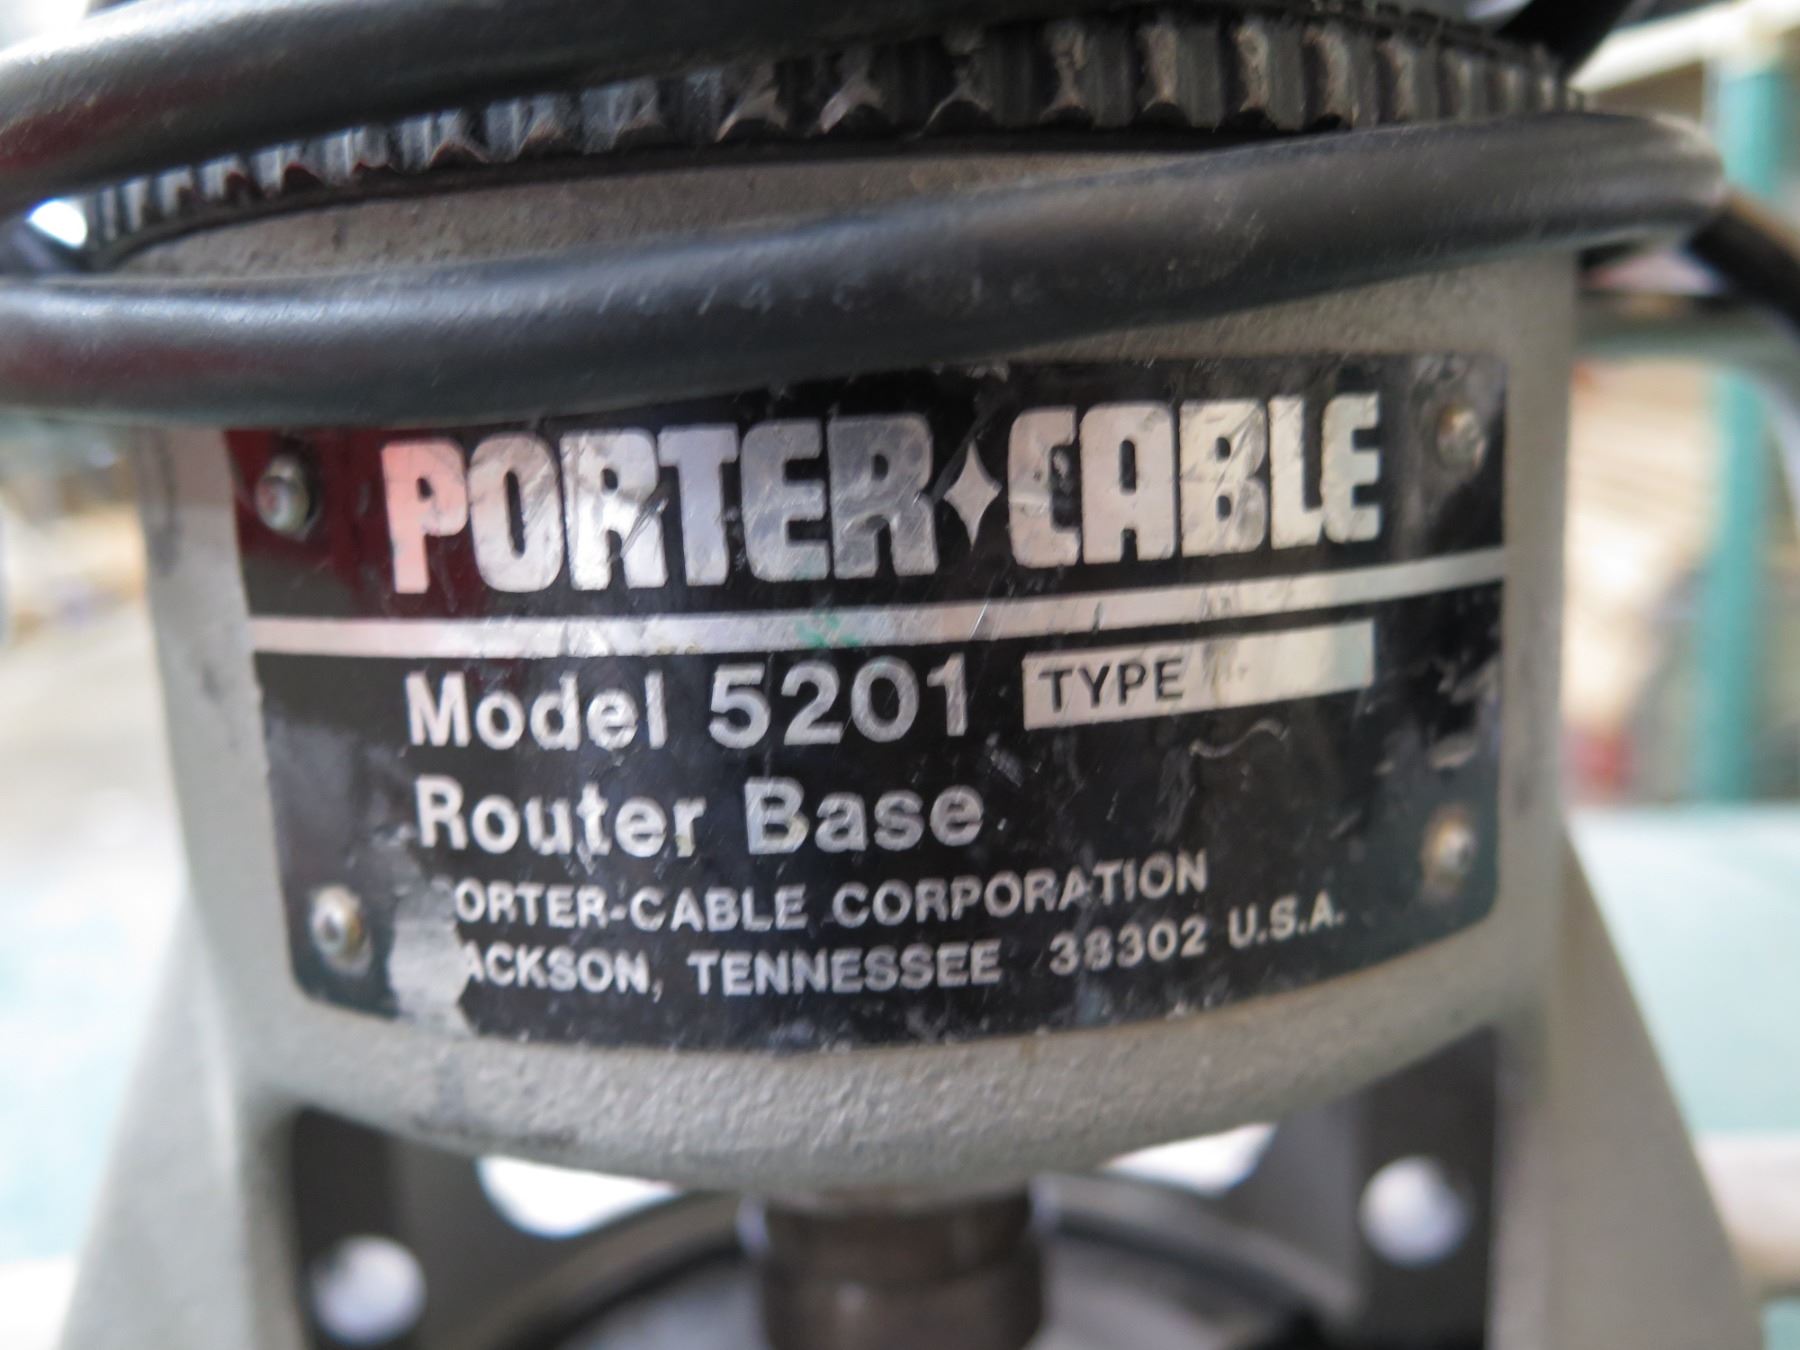 PORTER✦CABLE
Model 5201 TYPE
Router Base
ORTER-CABLE CORPORATION
ACKSON, TENNESSEE 38302 U.S.A.